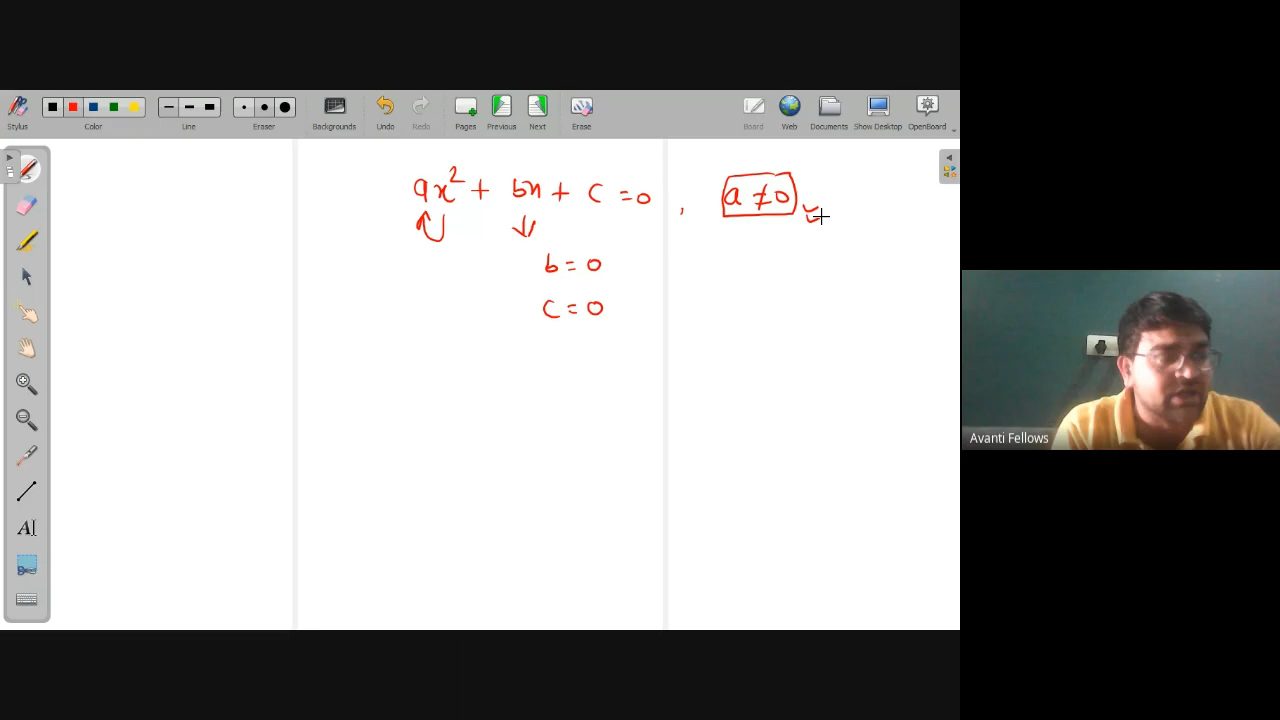 Stylus Color Line Eraser Backgrounds Undo Redo Pages Previous Next Erase Board Web Documents Show Desktop OpenBoard
ax² + bx + c = 0 , a ≠ 0
b = 0
c = 0
Avanti Fellows